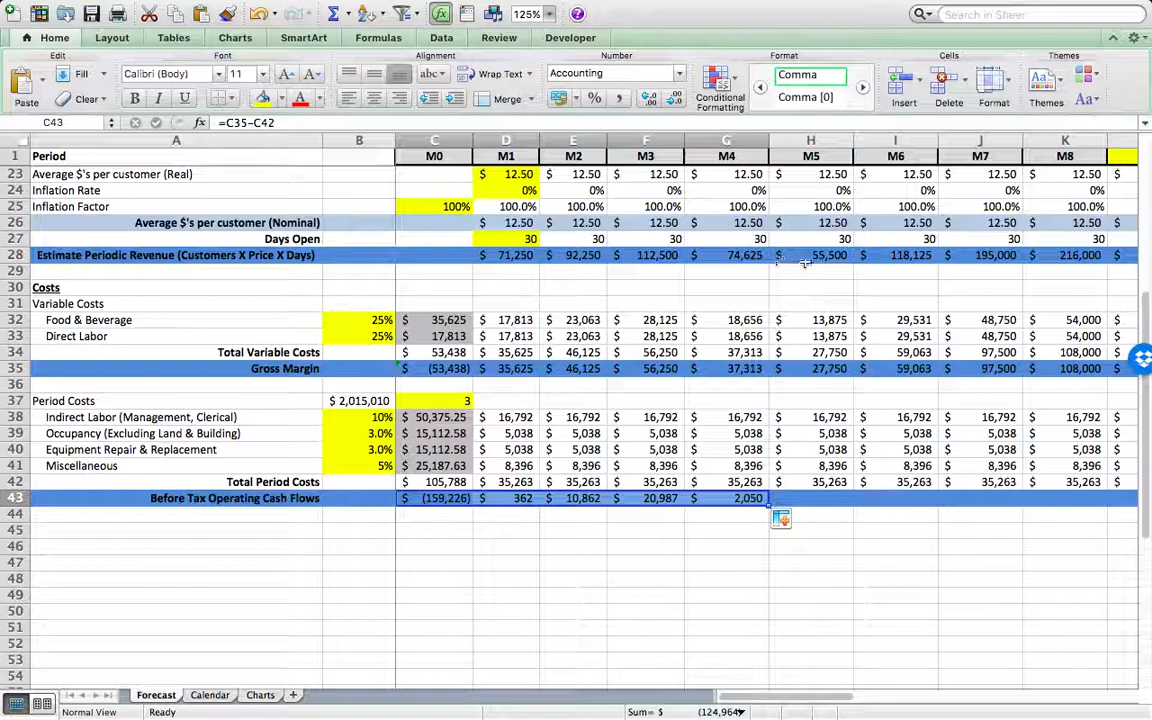 125%
Search in Sheet
Home Layout Tables Charts SmartArt Formulas Data Review Developer
Edit Font Alignment Number Format Cells Themes
Fill Calibri (Body) 11 A A abc Wrap Text Accounting Comma
Paste Clear B I U A Merge % , Conditional Formatting Comma [0] Insert Delete Format Themes Aa
C43 fx =C35-C42
A B C D E F G H I J K
1 Period M0 M1 M2 M3 M4 M5 M6 M7 M8
23 Average $'s per customer (Real) $ 12.50 $ 12.50 $ 12.50 $ 12.50 $ 12.50 $ 12.50 $ 12.50 $ 12.50 $
24 Inflation Rate 0% 0% 0% 0% 0% 0% 0% 0%
25 Inflation Factor 100% 100.0% 100.0% 100.0% 100.0% 100.0% 100.0% 100.0% 100.0%
26 Average $'s per customer (Nominal) $ 12.50 $ 12.50 $ 12.50 $ 12.50 $ 12.50 $ 12.50 $ 12.50 $ 12.50 $
27 Days Open 30 30 30 30 30 30 30 30
28 Estimate Periodic Revenue (Customers X Price X Days) $ 71,250 $ 92,250 $ 112,500 $ 74,625 $ 55,500 $ 118,125 $ 195,000 $ 216,000 $
29
30 Costs
31 Variable Costs
32 Food & Beverage 25% $ 35,625 $ 17,813 $ 23,063 $ 28,125 $ 18,656 $ 13,875 $ 29,531 $ 48,750 $ 54,000 $
33 Direct Labor 25% $ 17,813 $ 17,813 $ 23,063 $ 28,125 $ 18,656 $ 13,875 $ 29,531 $ 48,750 $ 54,000 $
34 Total Variable Costs $ 53,438 $ 35,625 $ 46,125 $ 56,250 $ 37,313 $ 27,750 $ 59,063 $ 97,500 $ 108,000 $
35 Gross Margin $ (53,438) $ 35,625 $ 46,125 $ 56,250 $ 37,313 $ 27,750 $ 59,063 $ 97,500 $ 108,000 $
36
37 Period Costs $ 2,015,010 3
38 Indirect Labor (Management, Clerical) 10% $ 50,375.25 $ 16,792 $ 16,792 $ 16,792 $ 16,792 $ 16,792 $ 16,792 $ 16,792 $ 16,792 $
39 Occupancy (Excluding Land & Building) 3.0% $ 15,112.58 $ 5,038 $ 5,038 $ 5,038 $ 5,038 $ 5,038 $ 5,038 $ 5,038 $ 5,038 $
40 Equipment Repair & Replacement 3.0% $ 15,112.58 $ 5,038 $ 5,038 $ 5,038 $ 5,038 $ 5,038 $ 5,038 $ 5,038 $ 5,038 $
41 Miscellaneous 5% $ 25,187.63 $ 8,396 $ 8,396 $ 8,396 $ 8,396 $ 8,396 $ 8,396 $ 8,396 $ 8,396 $
42 Total Period Costs $ 105,788 $ 35,263 $ 35,263 $ 35,263 $ 35,263 $ 35,263 $ 35,263 $ 35,263 $ 35,263 $
43 Before Tax Operating Cash Flows $ (159,226) $ 362 $ 10,862 $ 20,987 $ 2,050
44
45
46
47
48
49
50
51
52
53
54
Forecast Calendar Charts
Normal View Ready Sum= $ (124,964)